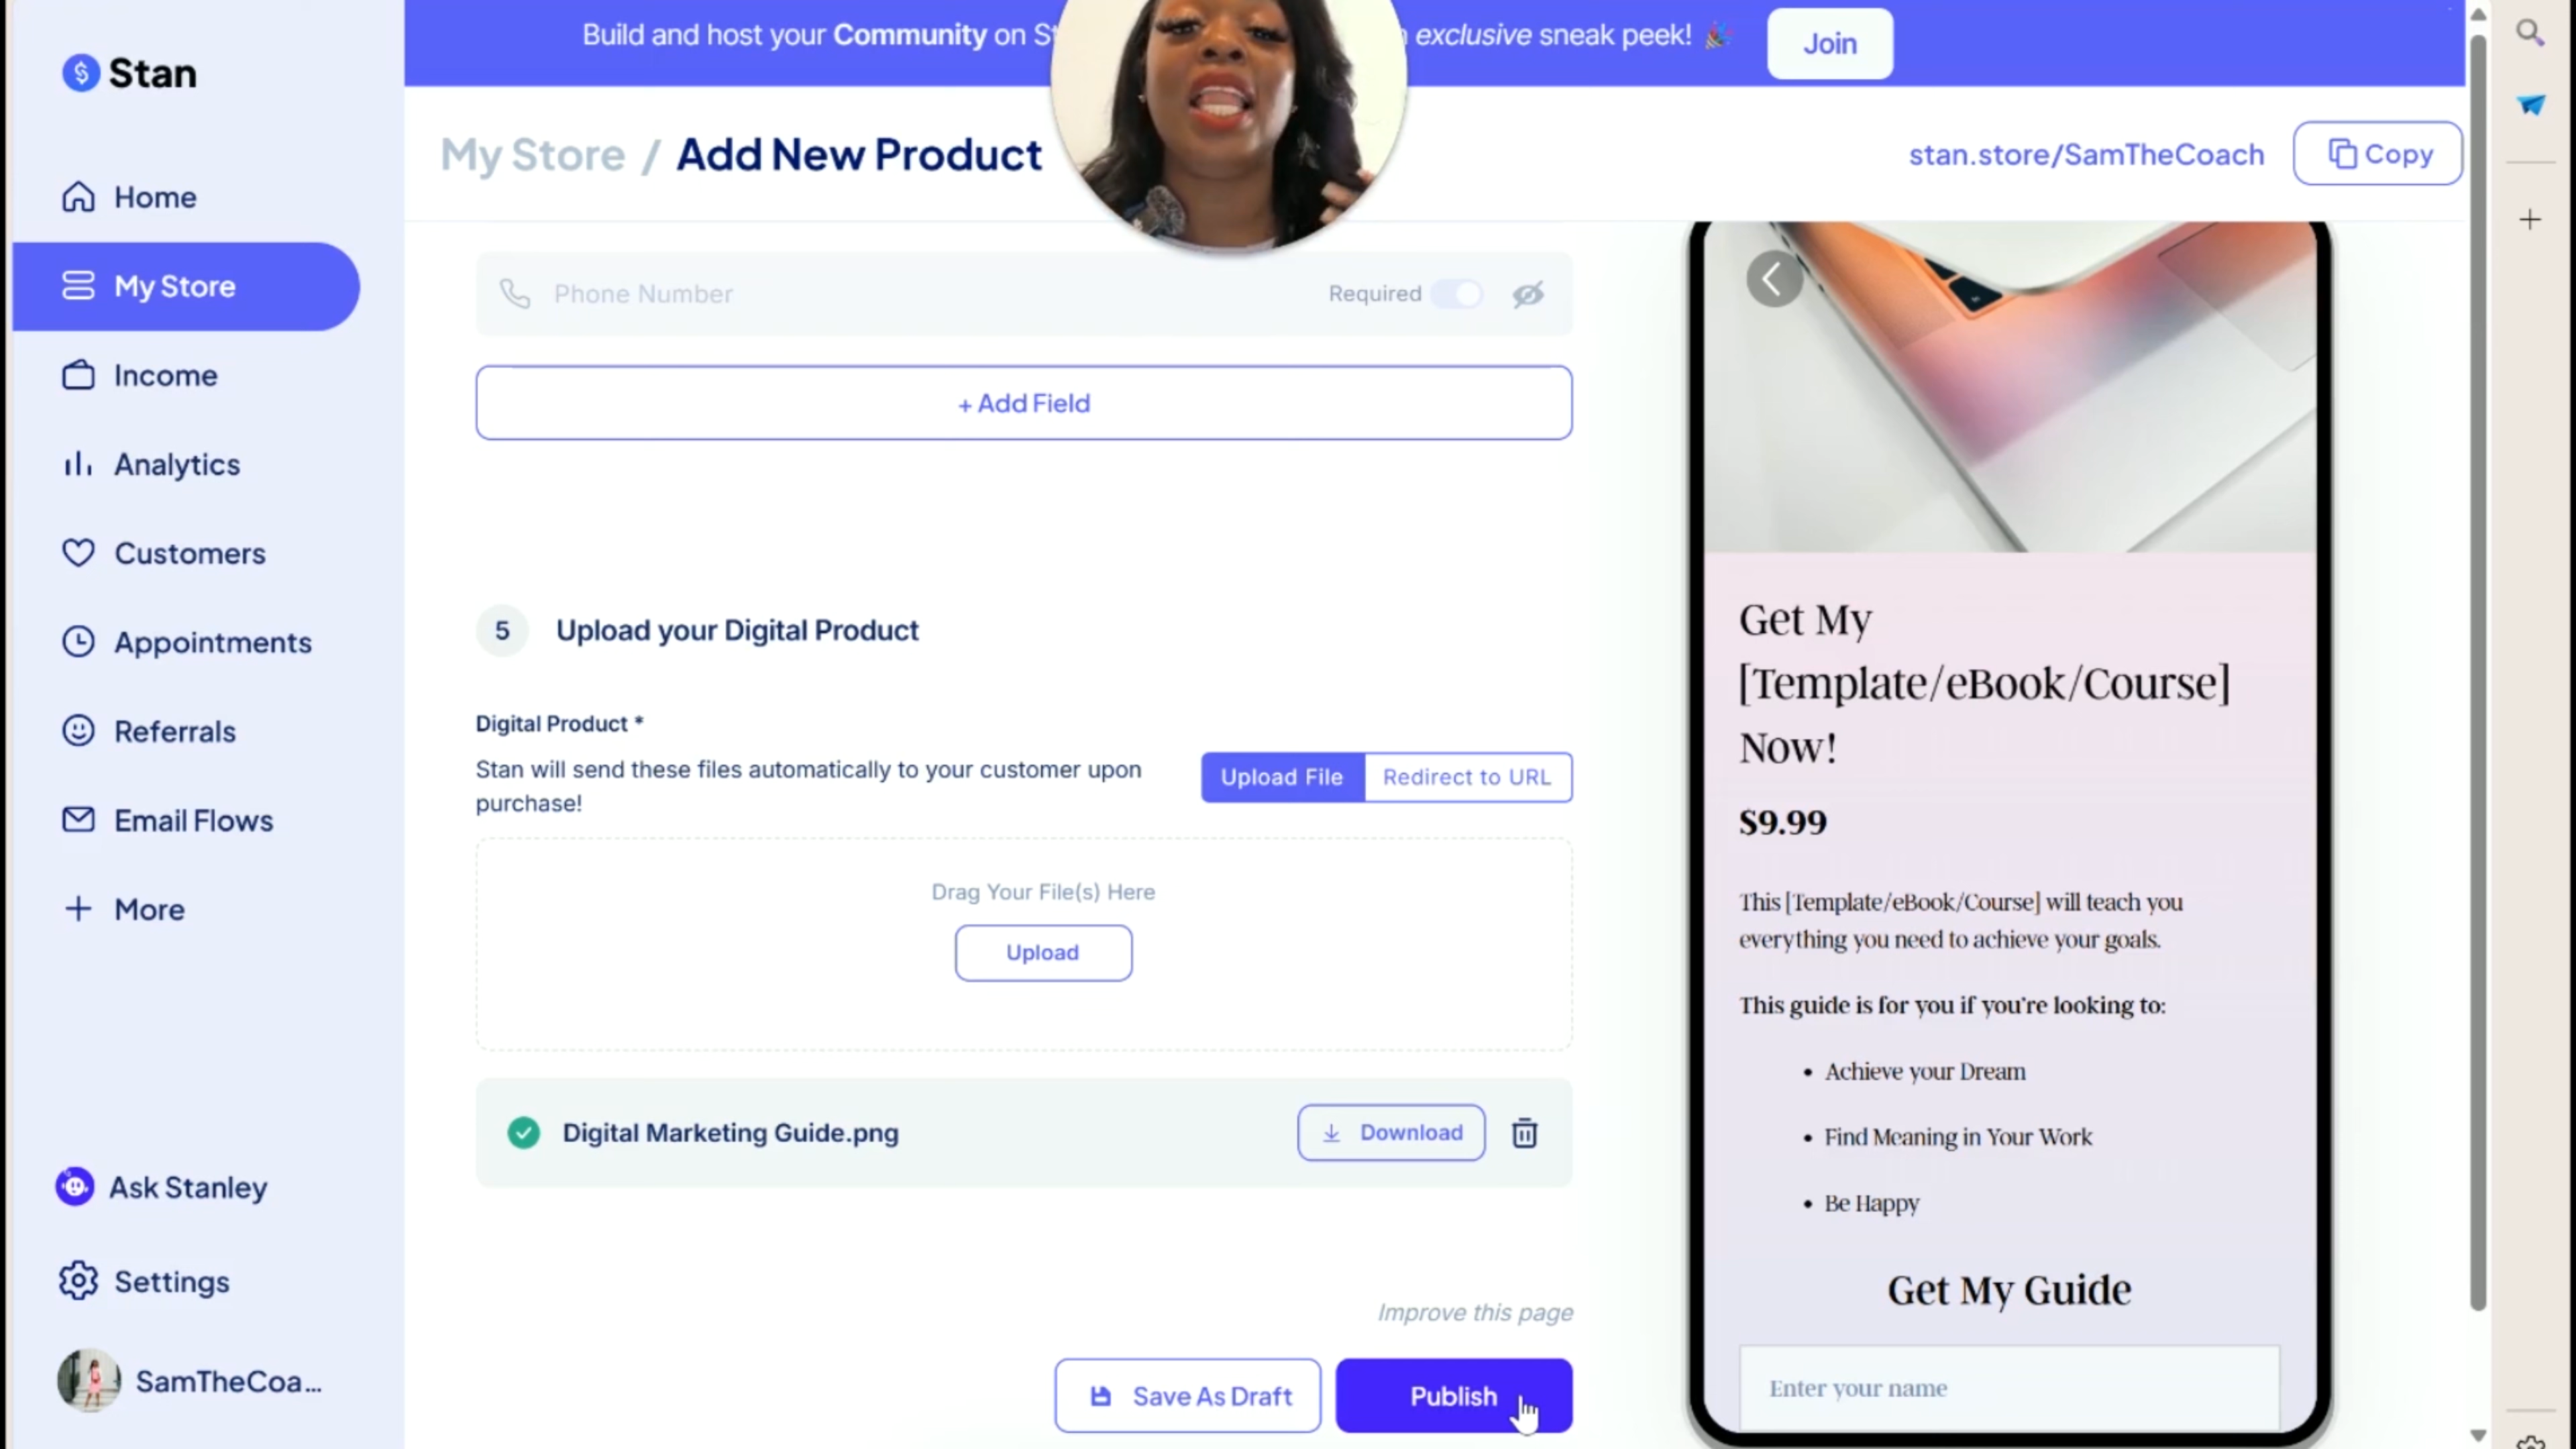 Stan
Build and host your Community on St
exclusive sneak peek! 🎉
Join
My Store / Add New Product
stan.store/SamTheCoach
Copy
Home
My Store
Income
Analytics
Customers
Appointments
Referrals
Email Flows
More
Ask Stanley
Settings
SamTheCoa...
Phone Number
Required
+ Add Field
5
Upload your Digital Product
Digital Product *
Stan will send these files automatically to your customer upon
purchase!
Upload File
Redirect to URL
Drag Your File(s) Here
Upload
Digital Marketing Guide.png
Download
Improve this page
Save As Draft
Publish
Get My
[Template/eBook/Course]
Now!
$9.99
This [Template/eBook/Course] will teach you
everything you need to achieve your goals.
This guide is for you if you're looking to:
• Achieve your Dream
• Find Meaning in Your Work
• Be Happy
Get My Guide
Enter your name